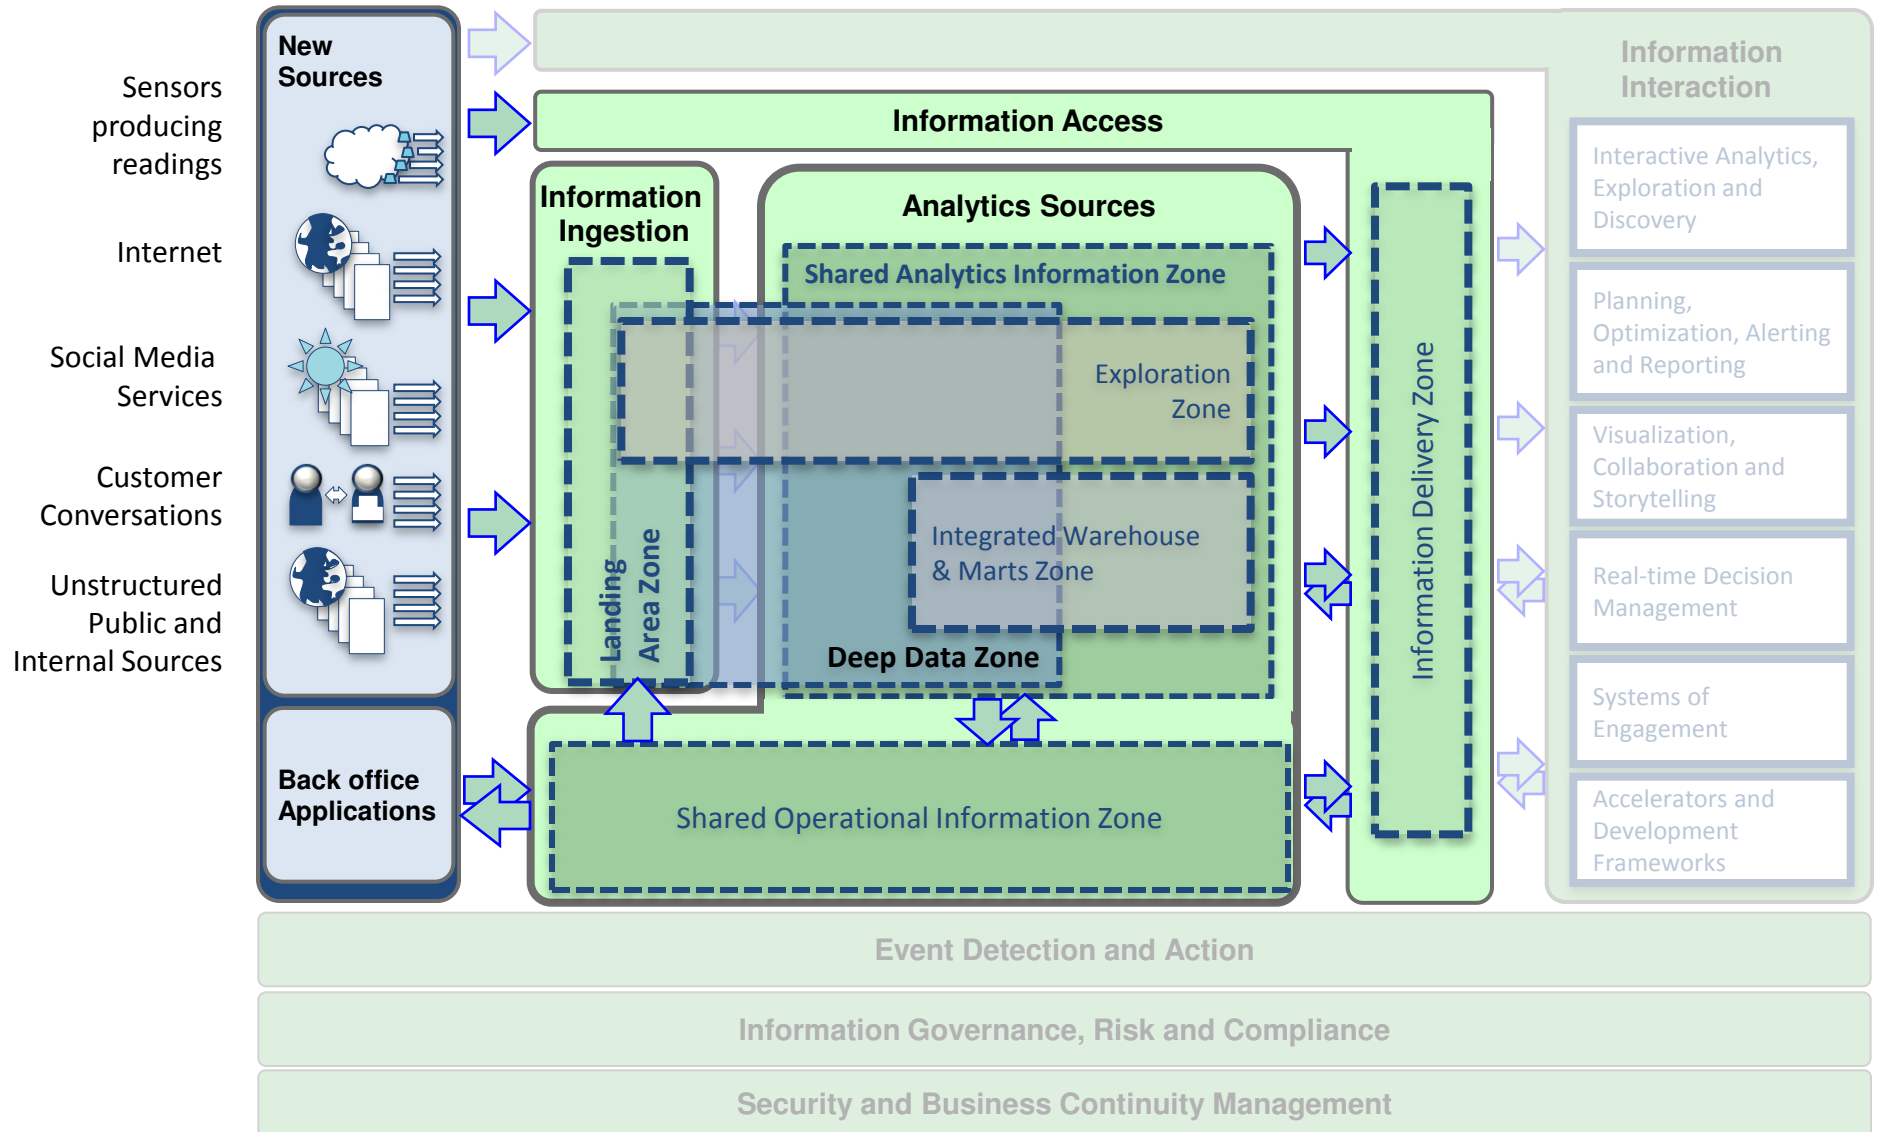 Sensors
producing
readings
Internet
Social Media
Services
Customer
Conversations
Unstructured
Public and
Internal Sources
New
Sources
Back office
Applications
Information Access
Information
Ingestion
Landing
Area Zone
Analytics Sources
Shared Analytics Information Zone
Exploration
Zone
Integrated Warehouse
& Marts Zone
Deep Data Zone
Shared Operational Information Zone
Information Delivery Zone
Information
Interaction
Interactive Analytics,
Exploration and
Discovery
Planning,
Optimization, Alerting
and Reporting
Visualization,
Collaboration and
Storytelling
Real-time Decision
Management
Systems of
Engagement
Accelerators and
Development
Frameworks
Event Detection and Action
Information Governance, Risk and Compliance
Security and Business Continuity Management